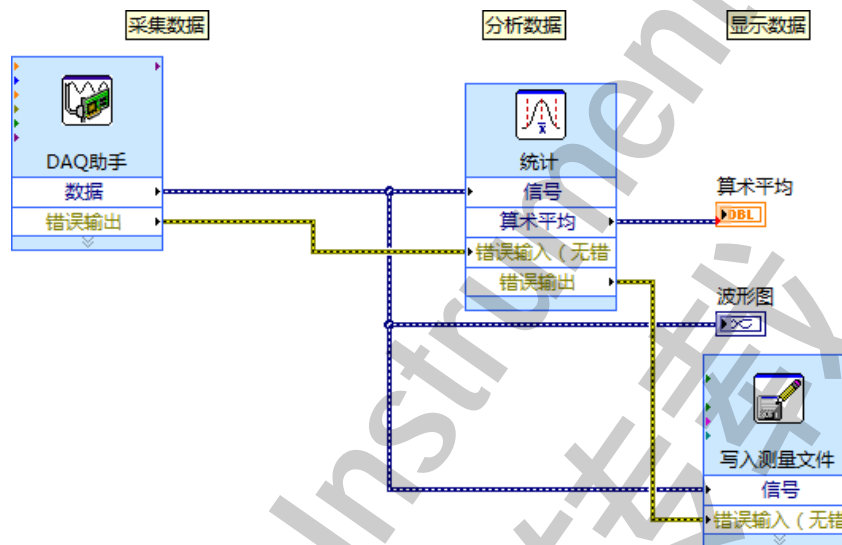 采集数据
分析数据
显示数据
DAQ助手
数据
错误输出
统计
信号
算术平均
错误输入（无错
错误输出
算术平均
DBL
波形图
写入测量文件
信号
错误输入（无错
Instrument
转载